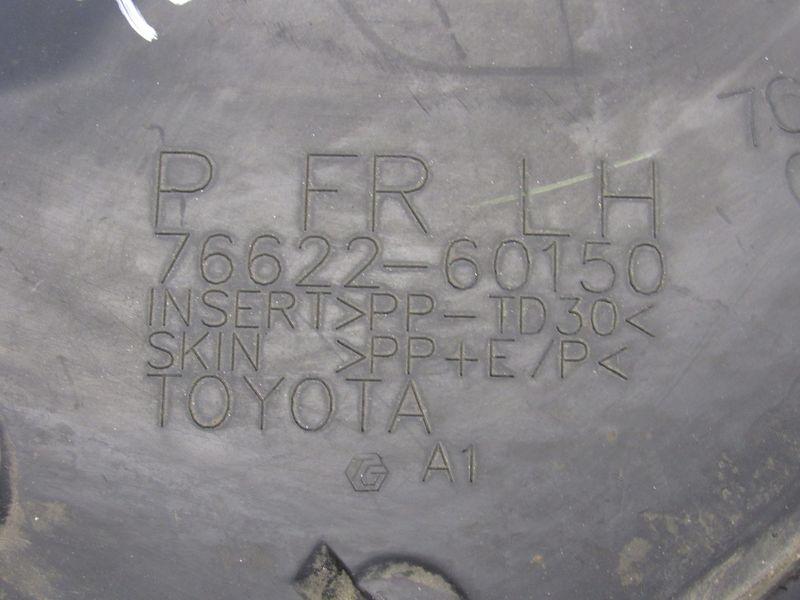 P FR LH
76622-60150
INSERT>PP-TD30<
SKIN >PP+E/P<
TOYOTA
A1